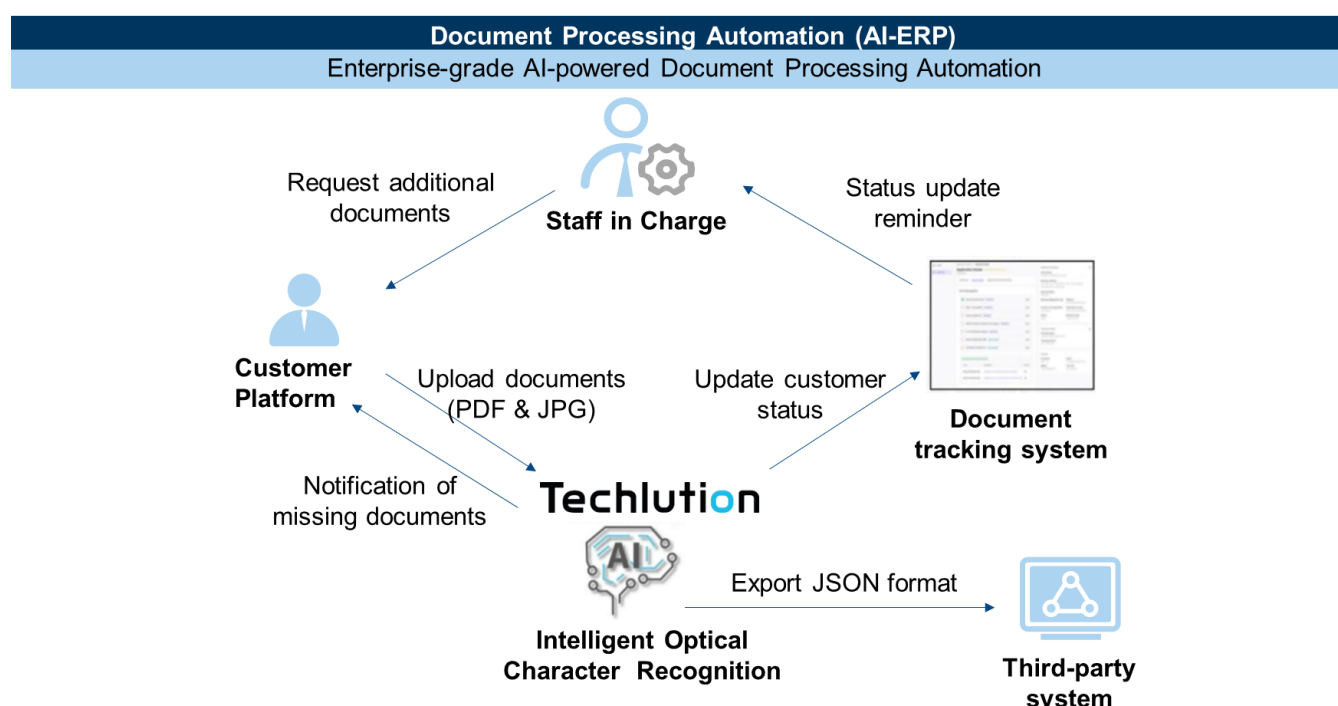 Document Processing Automation (AI-ERP)
Enterprise-grade AI-powered Document Processing Automation
Request additional
documents
Staff in Charge
Status update
reminder
Customer
Platform
Upload documents
(PDF & JPG)
Update customer
status
Document
tracking system
Notification of
missing documents
Techlution
AI
Export JSON format
Intelligent Optical
Character Recognition
Third-party
system